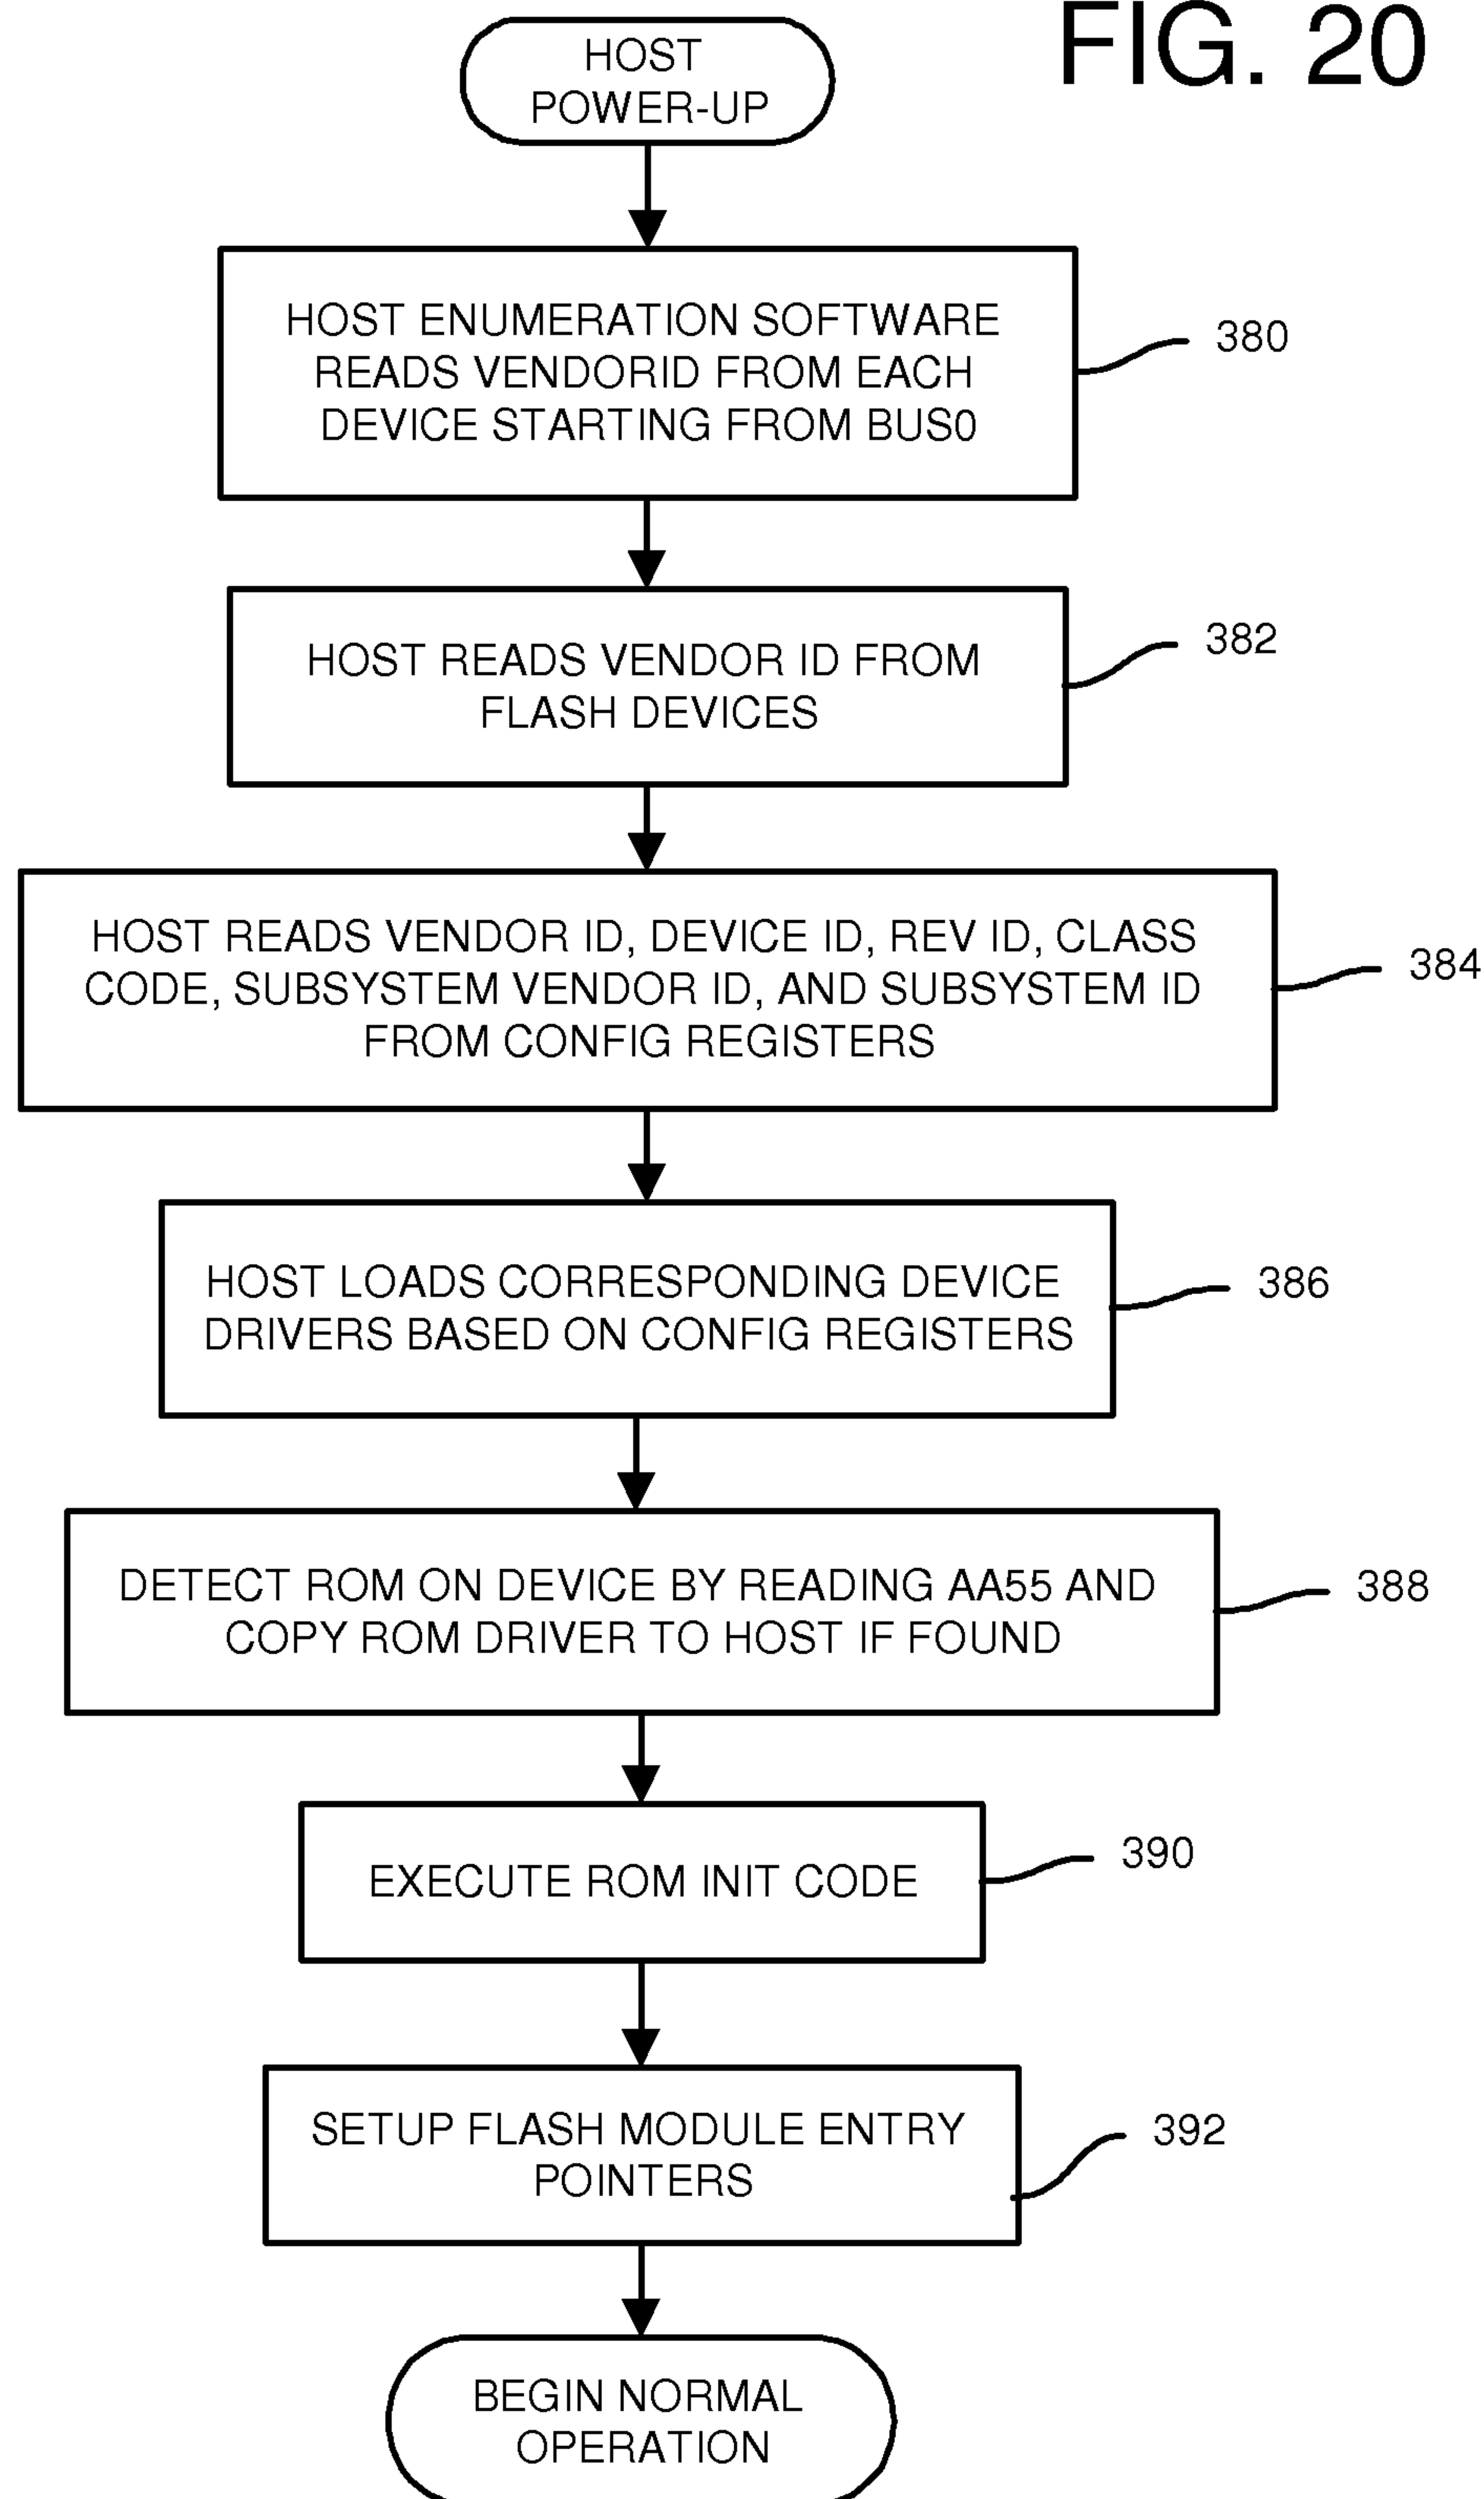 FIG. 20
HOST
POWER-UP
HOST ENUMERATION SOFTWARE
READS VENDORID FROM EACH
DEVICE STARTING FROM BUS0
380
HOST READS VENDOR ID FROM
FLASH DEVICES
382
HOST READS VENDOR ID, DEVICE ID, REV ID, CLASS
CODE, SUBSYSTEM VENDOR ID, AND SUBSYSTEM ID
FROM CONFIG REGISTERS
384
HOST LOADS CORRESPONDING DEVICE
DRIVERS BASED ON CONFIG REGISTERS
386
DETECT ROM ON DEVICE BY READING AA55 AND
COPY ROM DRIVER TO HOST IF FOUND
388
EXECUTE ROM INIT CODE
390
SETUP FLASH MODULE ENTRY
POINTERS
392
BEGIN NORMAL
OPERATION